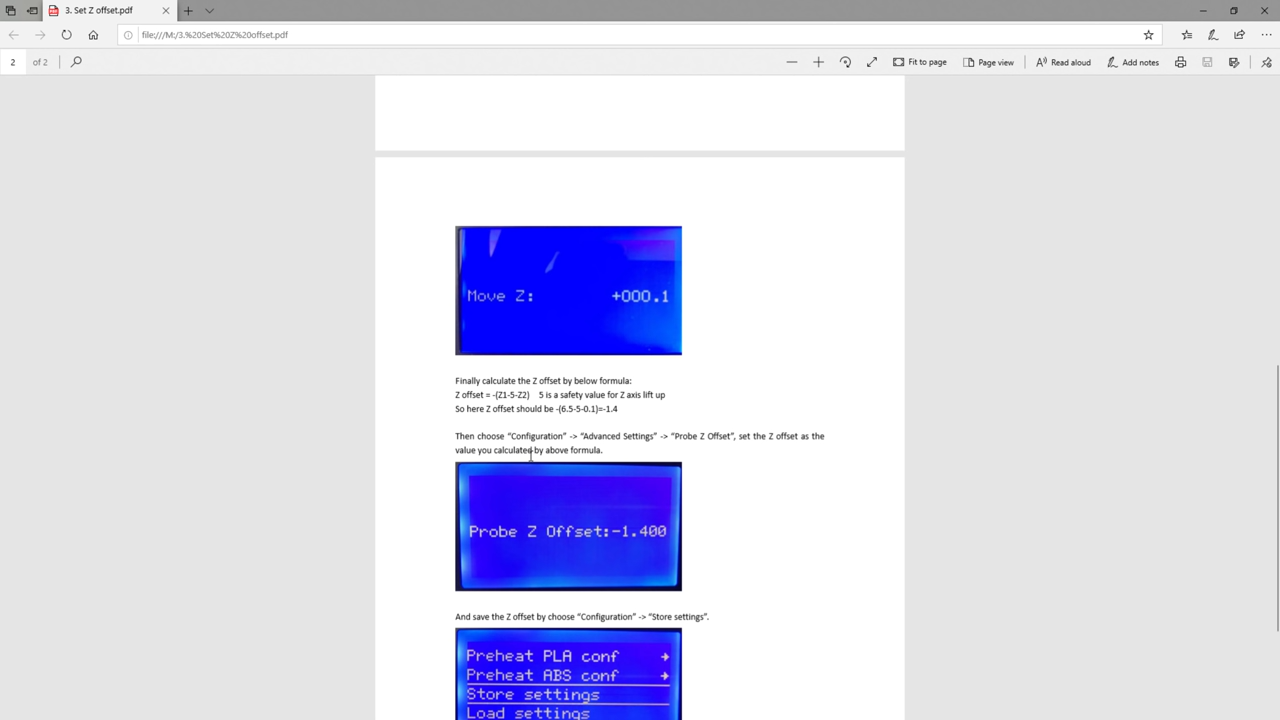 3. Set Z offset.pdf
file:///M:/3.%20Set%20Z%20offset.pdf
2 of 2
Fit to page
Page view
Read aloud
Add notes
Move Z: +000.1
Finally calculate the Z offset by below formula:
Z offset = -(Z1-5-Z2) 5 is a safety value for Z axis lift up
So here Z offset should be -(6.5-5-0.1)=-1.4
Then choose “Configuration” -> “Advanced Settings” -> “Probe Z Offset”, set the Z offset as the
value you calculated by above formula.
Probe Z Offset:-1.400
And save the Z offset by choose “Configuration” -> “Store settings”.
Preheat PLA conf
Preheat ABS conf
Store settings
Load settings